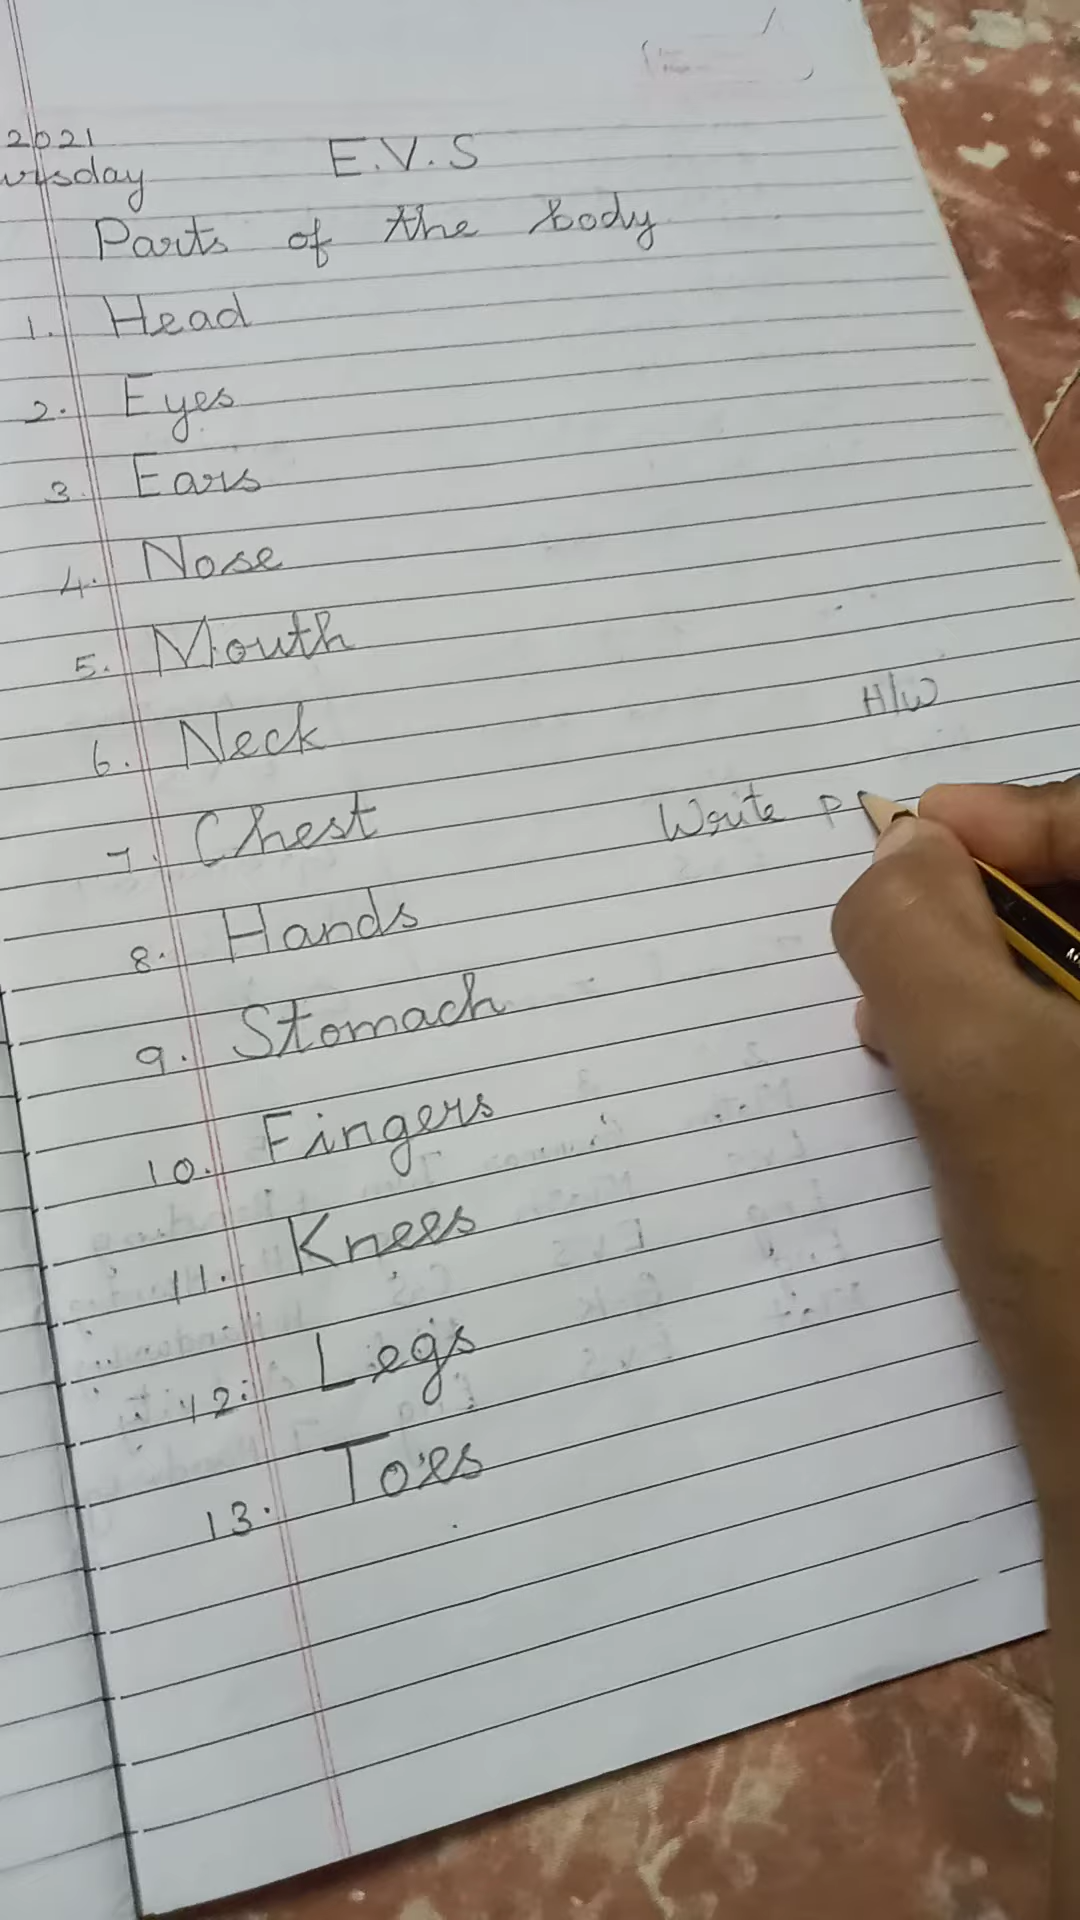 2021
E.V.S
ursday
Parts of the body
1. Head
2. Eyes
3. Ears
4. Nose
5. Mouth
6. Neck
H/W
7. Chest
Write p
8. Hands
9. Stomach
10. Fingers
11. Knees
12. Legs
13. Toes